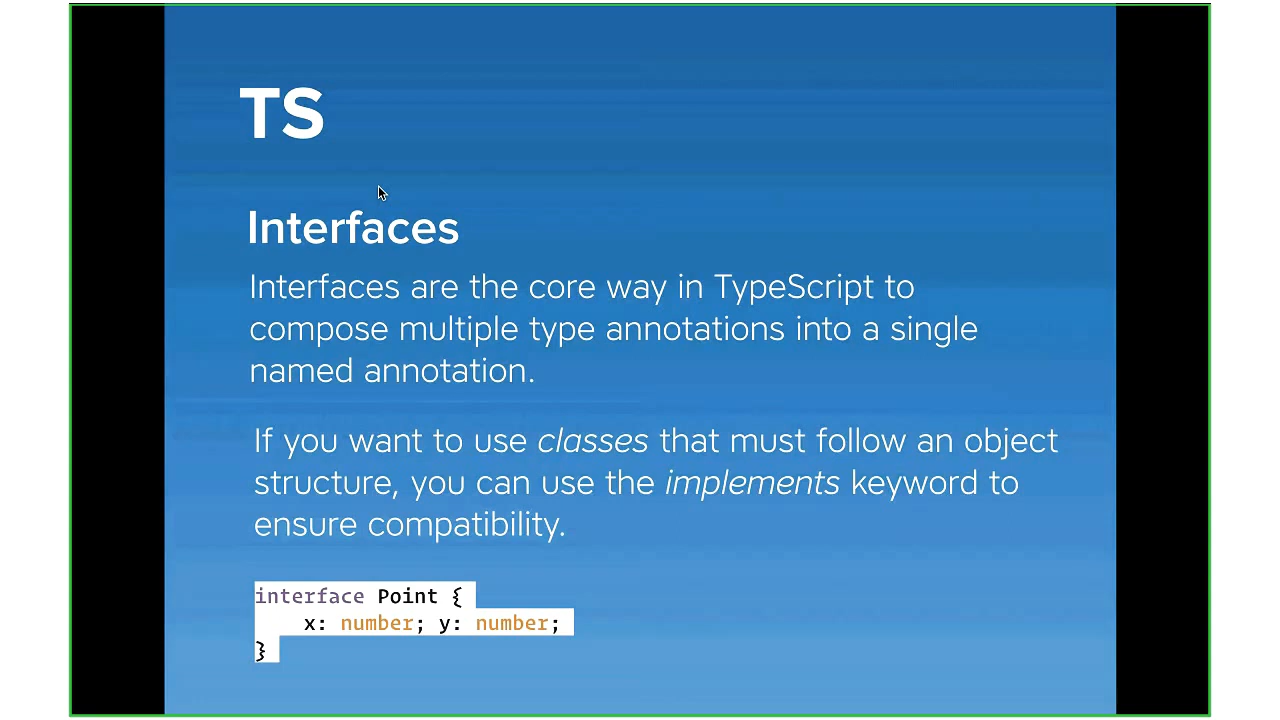 TS
Interfaces
Interfaces are the core way in TypeScript to
compose multiple type annotations into a single
named annotation.
If you want to use classes that must follow an object
structure, you can use the implements keyword to
ensure compatibility.
interface Point {
    x: number; y: number;
}